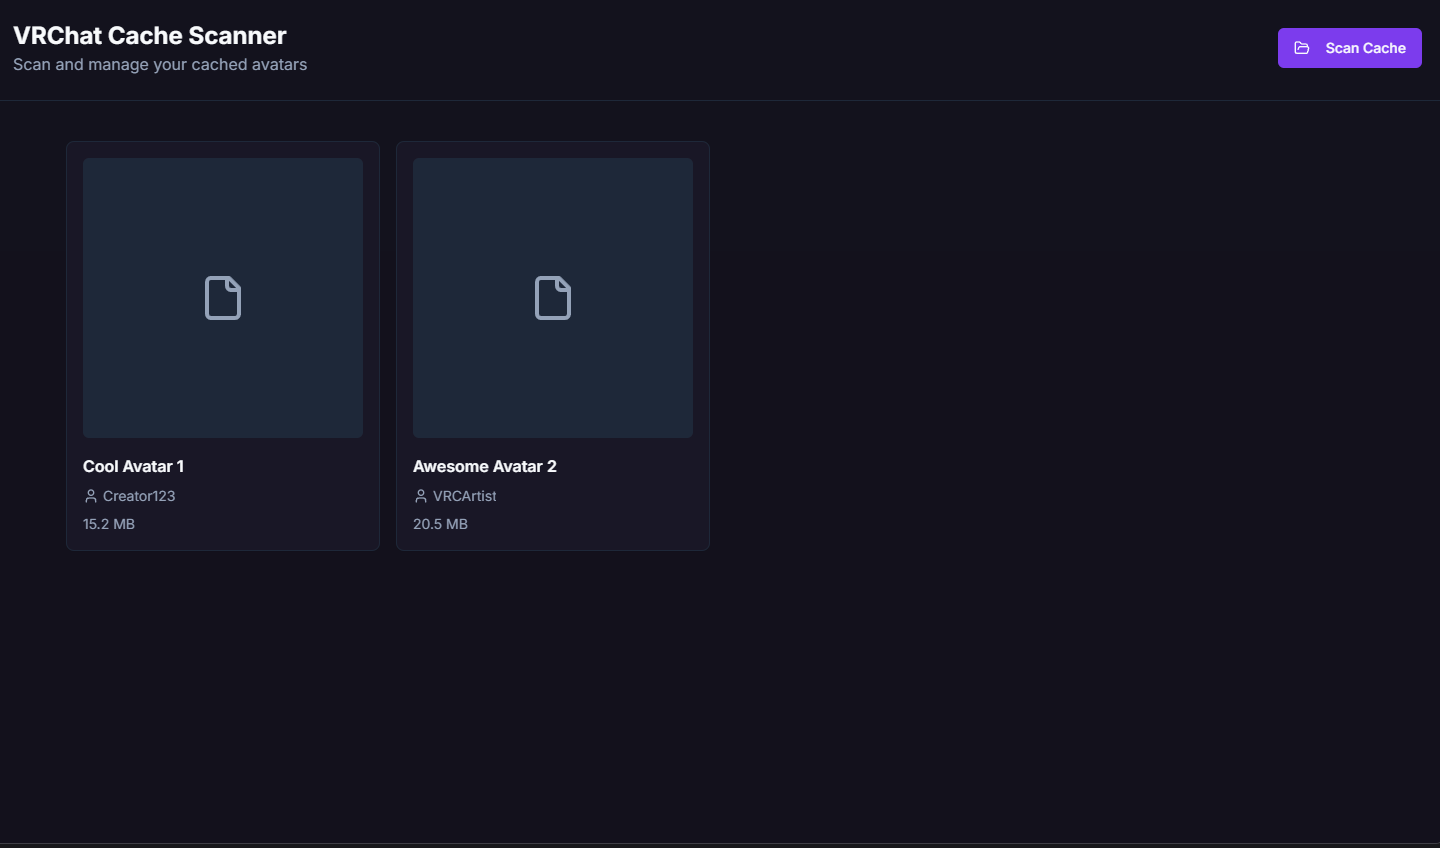 VRChat Cache Scanner
Scan and manage your cached avatars
Scan Cache
Cool Avatar 1
Creator123
15.2 MB
Awesome Avatar 2
VRCArtist
20.5 MB